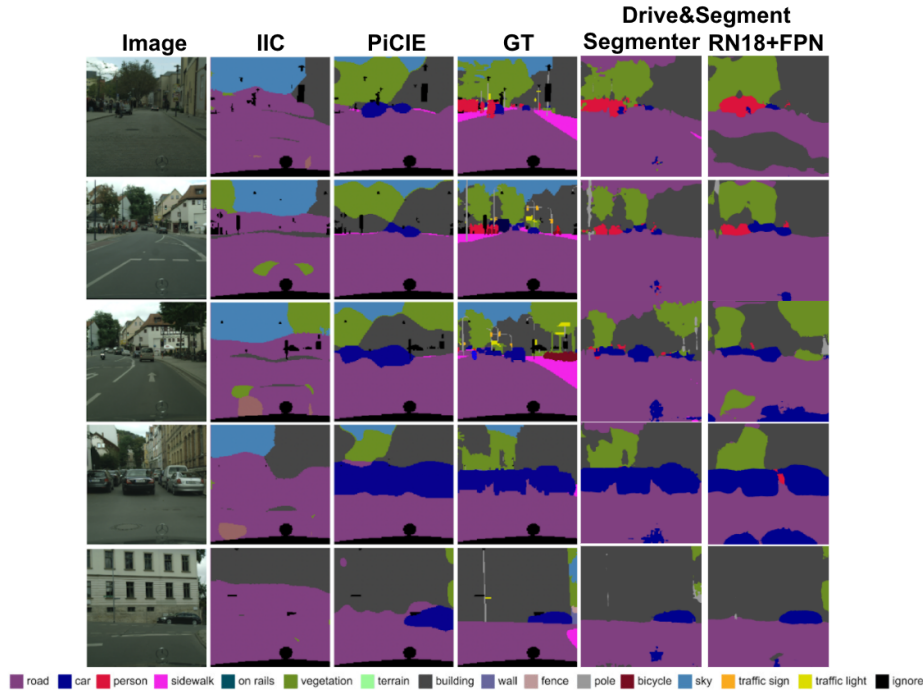 Drive&Segment
Image IIC PiCIE GT Segmenter RN18+FPN
road car person sidewalk on rails vegetation terrain building wall fence pole bicycle sky traffic sign traffic light ignore